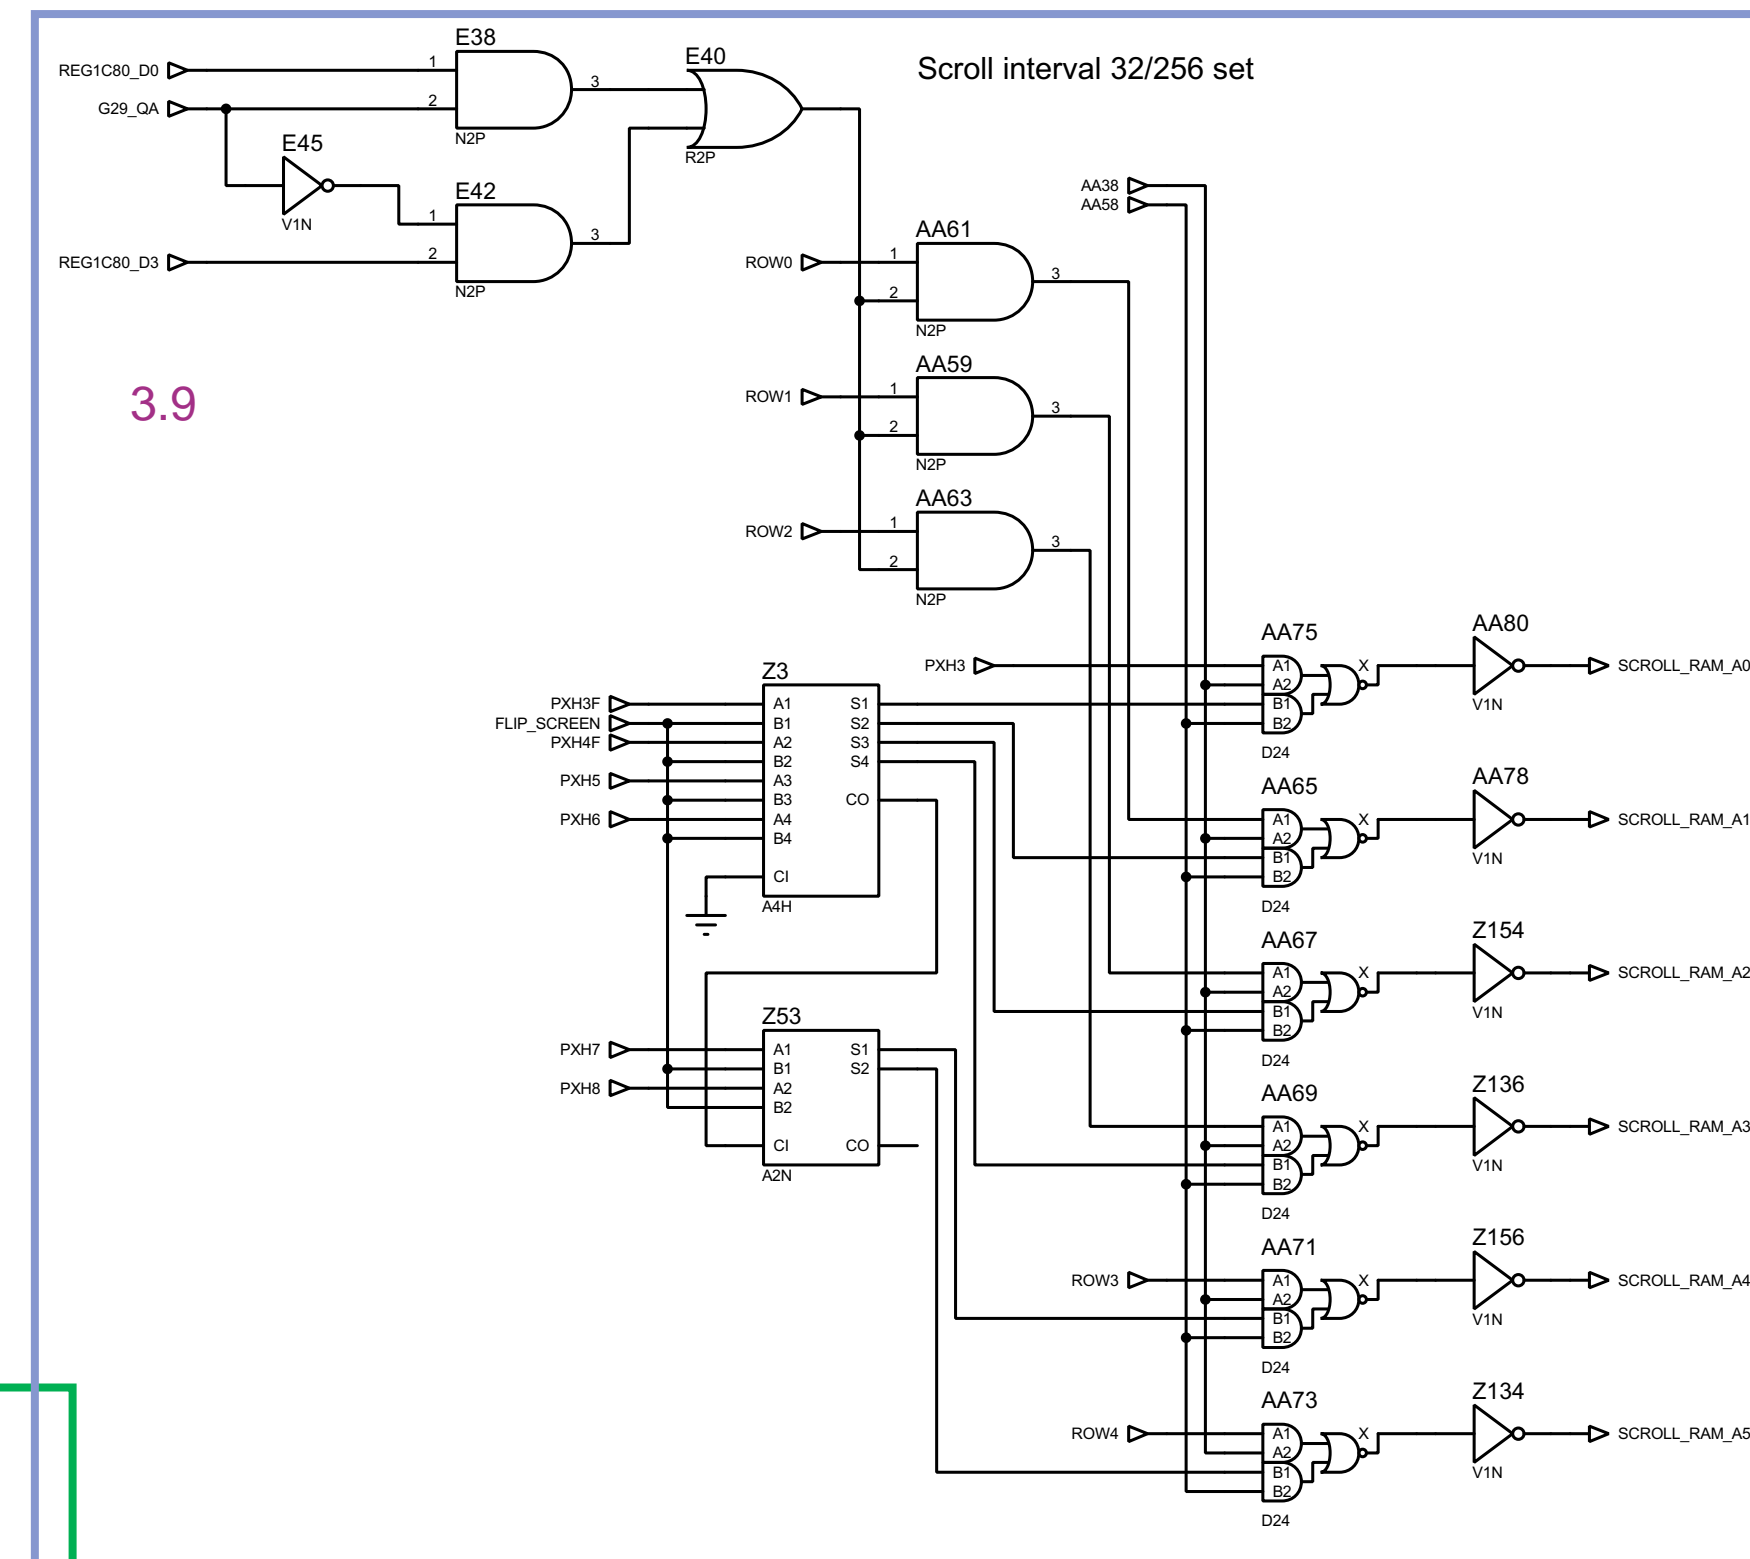 E38
E40
Scroll interval 32/256 set
REG1C80_D0
1
3
G29_QA
2
N2P
R2P
E45
V1N
E42
1
3
REG1C80_D3
2
N2P
AA38
AA58
AA61
ROW0
1
3
2
N2P
3.9
AA59
ROW1
1
3
2
N2P
AA63
ROW2
1
3
2
N2P
AA75
AA80
PXH3
A1
A2
B1
B2
X
D24
V1N
SCROLL_RAM_A0
Z3
PXH3F
FLIP_SCREEN
PXH4F
PXH5
PXH6
A1
B1
A2
B2
A3
B3
A4
B4
CI
S1
S2
S3
S4
CO
A4H
AA65
AA78
A1
A2
B1
B2
X
D24
V1N
SCROLL_RAM_A1
AA67
Z154
A1
A2
B1
B2
X
D24
V1N
SCROLL_RAM_A2
Z53
PXH7
PXH8
A1
B1
A2
B2
CI
S1
S2
CO
A2N
AA69
Z136
A1
A2
B1
B2
X
D24
V1N
SCROLL_RAM_A3
AA71
Z156
ROW3
A1
A2
B1
B2
X
D24
V1N
SCROLL_RAM_A4
AA73
Z134
ROW4
A1
A2
B1
B2
X
D24
V1N
SCROLL_RAM_A5